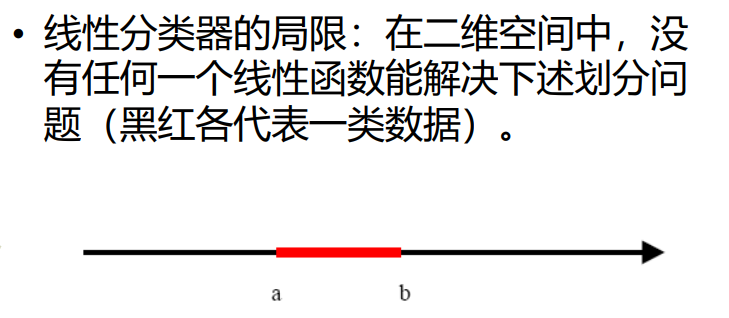 • 线性分类器的局限：在二维空间中，没
有任何一个线性函数能解决下述划分问
题（黑红各代表一类数据）。
a b